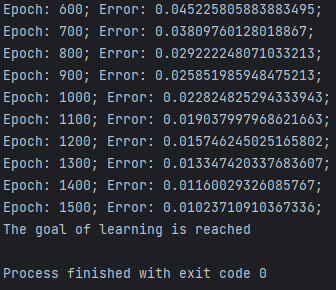 Epoch: 600; Error: 0.045225805883883495;
Epoch: 700; Error: 0.03809760128018867;
Epoch: 800; Error: 0.029222248071033213;
Epoch: 900; Error: 0.025851985948475213;
Epoch: 1000; Error: 0.022824825294333943;
Epoch: 1100; Error: 0.019037997968621663;
Epoch: 1200; Error: 0.015746245025165802;
Epoch: 1300; Error: 0.013347420337683607;
Epoch: 1400; Error: 0.01160029326085767;
Epoch: 1500; Error: 0.01023710910367336;
The goal of learning is reached
Process finished with exit code 0